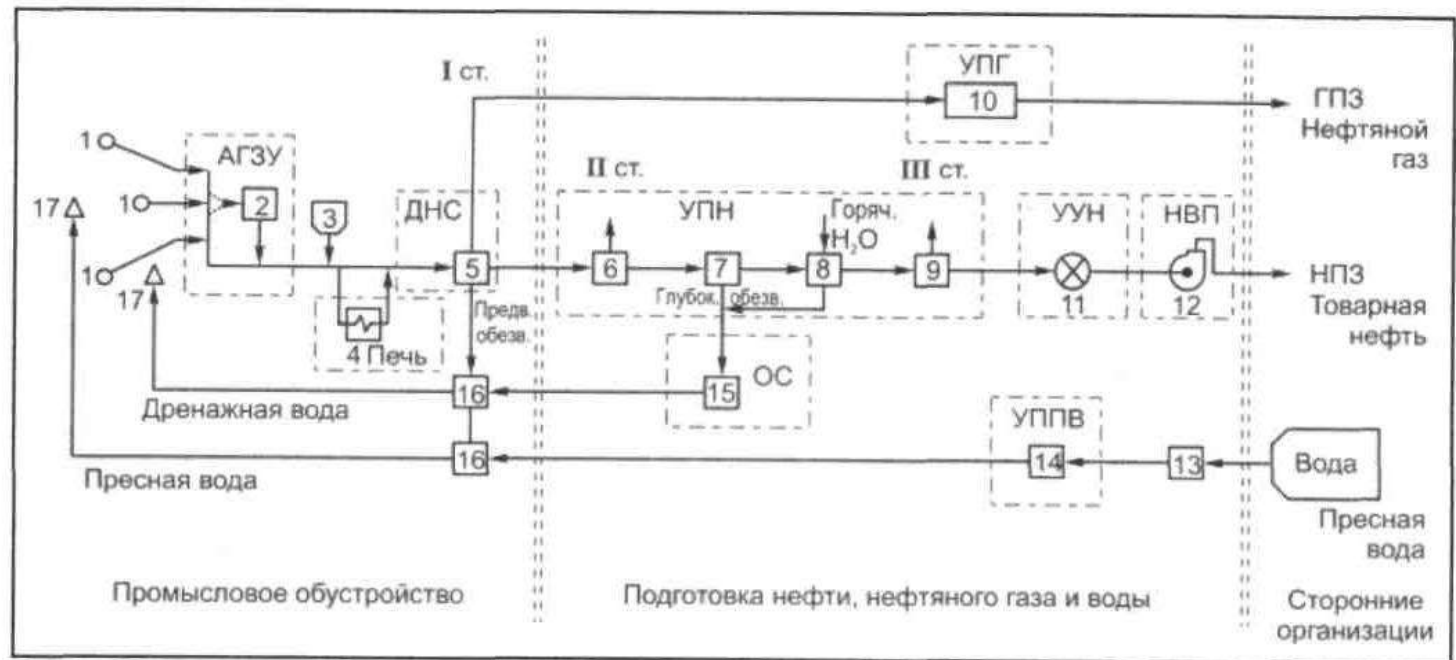 I ст.
УПГ
10
ГПЗ
Нефтяной
газ
1
АГЗУ
II ст.
III ст.
17
1
2
3
ДНС
УПН
Горяч.
H₂O
УУН
НВП
5
6
7
8
9
1
17
11
12
НПЗ
Товарная
нефть
Глубок. обезв.
Предв.
обезв.
4 Печь
16
15
ОС
Дренажная вода
УППВ
16
14
13
Вода
Пресная вода
Пресная
вода
Промысловое обустройство
Подготовка нефти, нефтяного газа и воды
Сторонние
организации